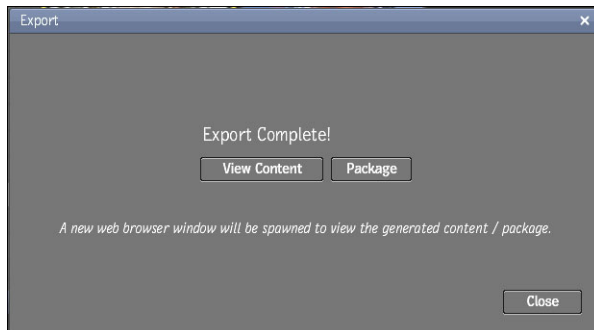 Export
Export Complete!
View Content Package
A new web browser window will be spawned to view the generated content / package.
Close